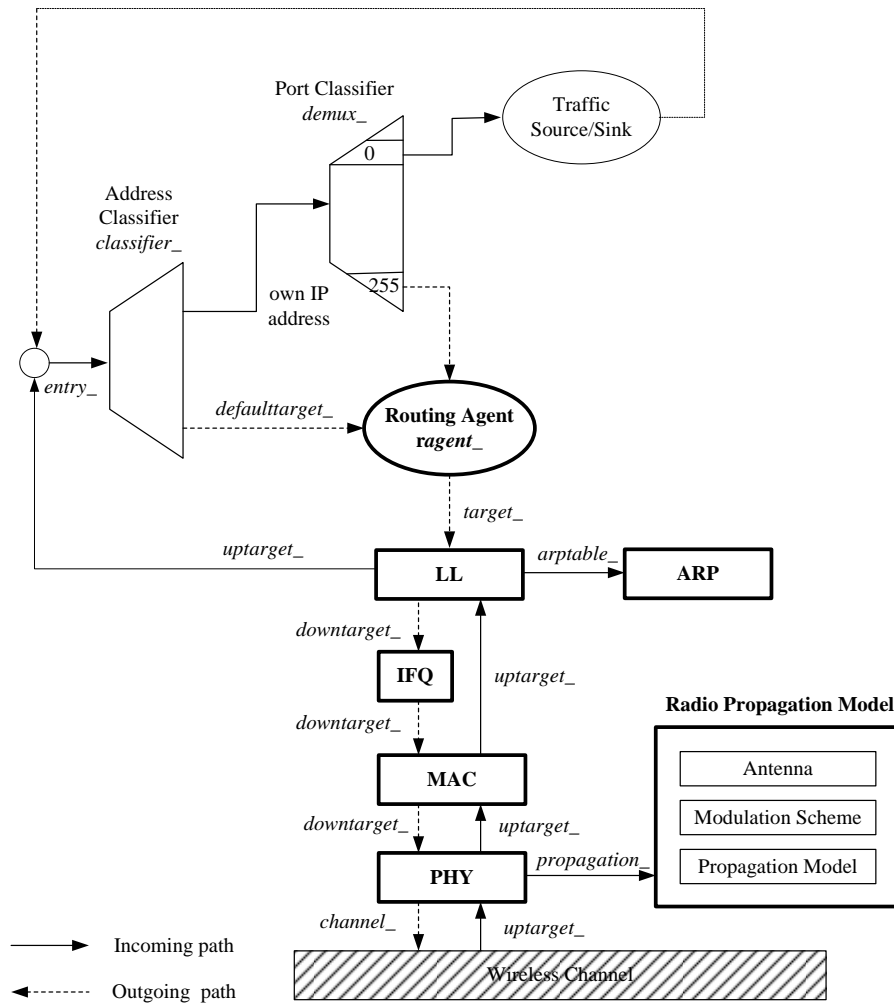 Port Classifier
demux_
Traffic
Source/Sink
0
Address
Classifier
classifier_
255
own IP
address
entry_
defaulttarget_
Routing Agent
ragent_
target_
uptarget_
LL
arptable_
ARP
downtarget_
IFQ
uptarget_
Radio Propagation Model
downtarget_
Antenna
MAC
Modulation Scheme
downtarget_
uptarget_
propagation_
Propagation Model
PHY
channel_
uptarget_
Incoming path
Wireless Channel
Outgoing path